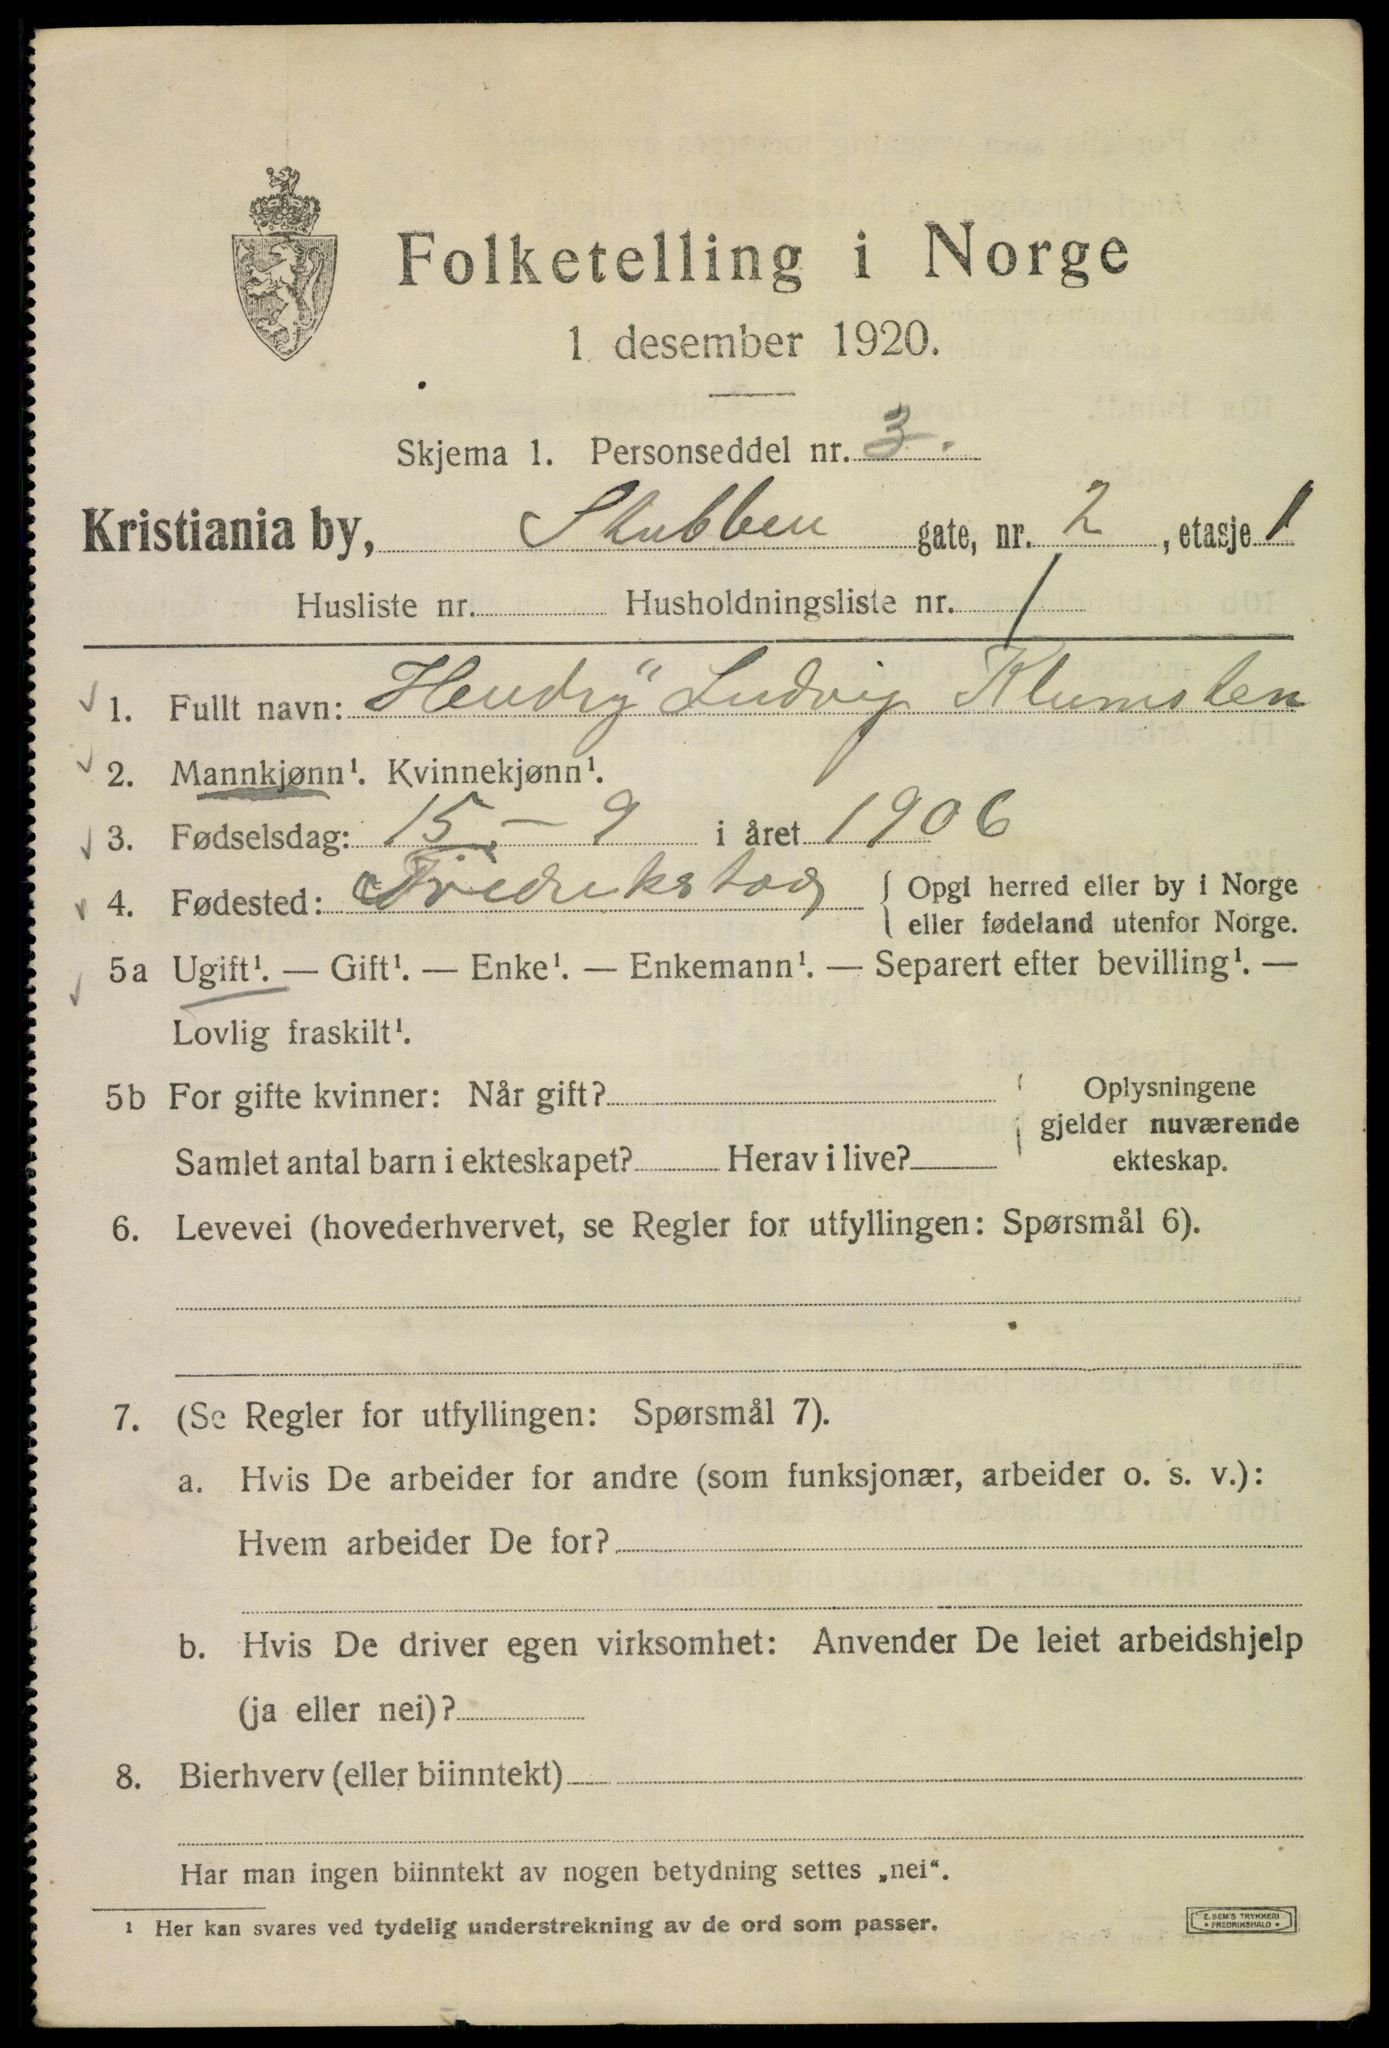 Folketelling i Norge
1 desember 1920.
Skjema 1. Personseddel nr. 3.
Kristiania by, Stubben gate, nr. 2, etasje 1
Husliste nr. Husholdningsliste nr. 1
1. Fullt navn: Hendry Ludvig Klumsten
2. Mannkjønn¹. Kvinnekjønn¹.
3. Fødselsdag: 15 - 9 i året 1906
4. Fødested: Fredrikstad { Opgi herred eller by i Norge
eller fødeland utenfor Norge.
5a Ugift¹. — Gift¹. — Enke¹. — Enkemann¹. — Separert efter bevilling¹. —
Lovlig fraskilt¹.
5b For gifte kvinner: Når gift?
Samlet antal barn i ekteskapet? Herav i live?
Oplysningene
gjelder nuværende
ekteskap.
6. Levevei (hovederhvervet, se Regler for utfyllingen: Spørsmål 6).
7. (Se Regler for utfyllingen: Spørsmål 7).
a. Hvis De arbeider for andre (som funksjonær, arbeider o. s. v.):
Hvem arbeider De for?
b. Hvis De driver egen virksomhet: Anvender De leiet arbeidshjelp
(ja eller nei)?
8. Bierhverv (eller biinntekt)
Har man ingen biinntekt av nogen betydning settes „nei“.
¹ Her kan svares ved tydelig understrekning av de ord som passer.
E. SEM'S TRYKKERI
• FREDRIKSHALD •